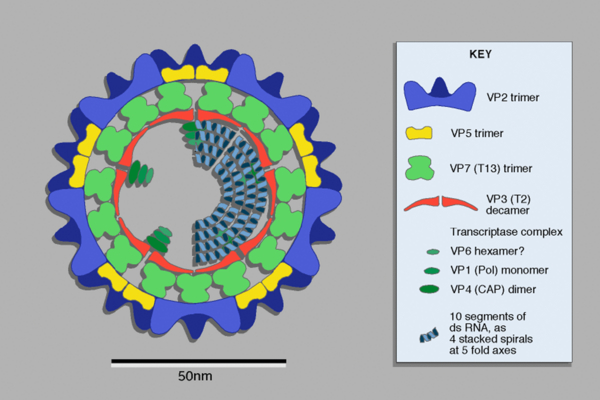 KEY
VP2 trimer
VP5 trimer
VP7 (T13) trimer
VP3 (T2)
decamer
Transcriptase complex
VP6 hexamer?
VP1 (Pol) monomer
VP4 (CAP) dimer
10 segments of
ds RNA, as
4 stacked spirals
at 5 fold axes
50nm